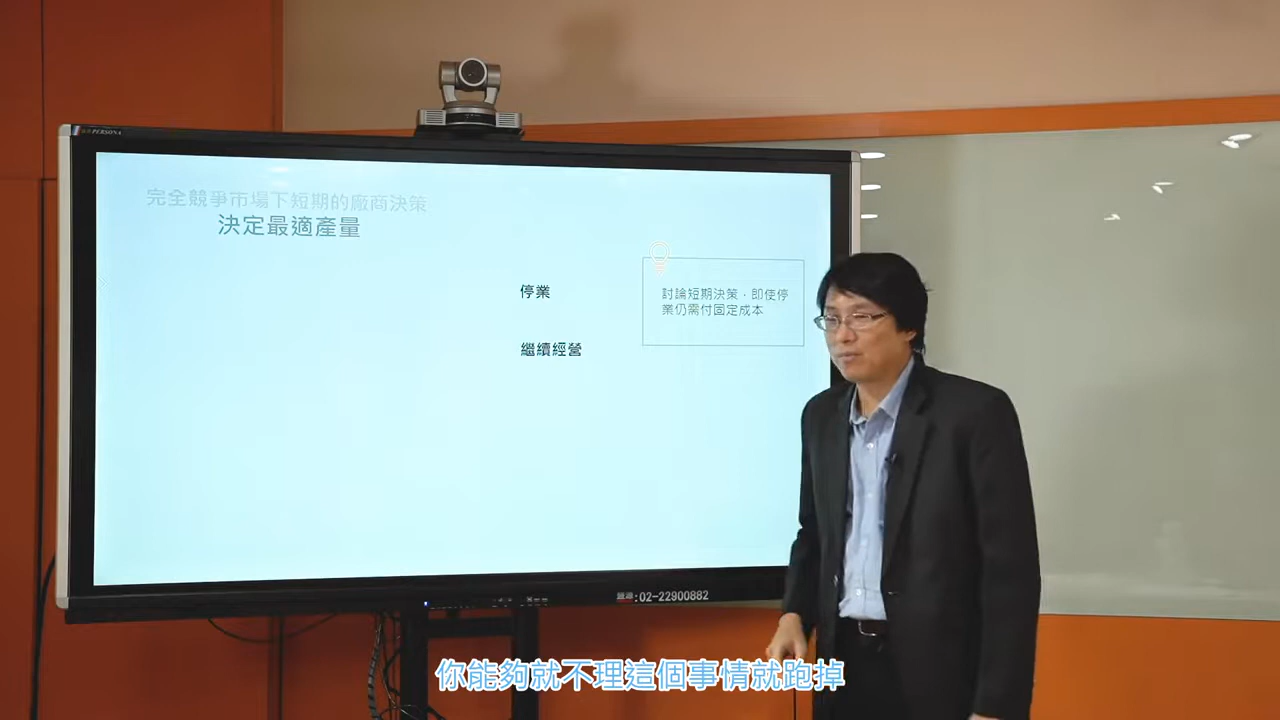 PERSONA
完全競爭市場下短期的廠商決策
決定最適產量
停業
討論短期決策，即使停
業仍需付固定成本
繼續經營
:02-22900882
你能夠就不理這個事情就跑掉